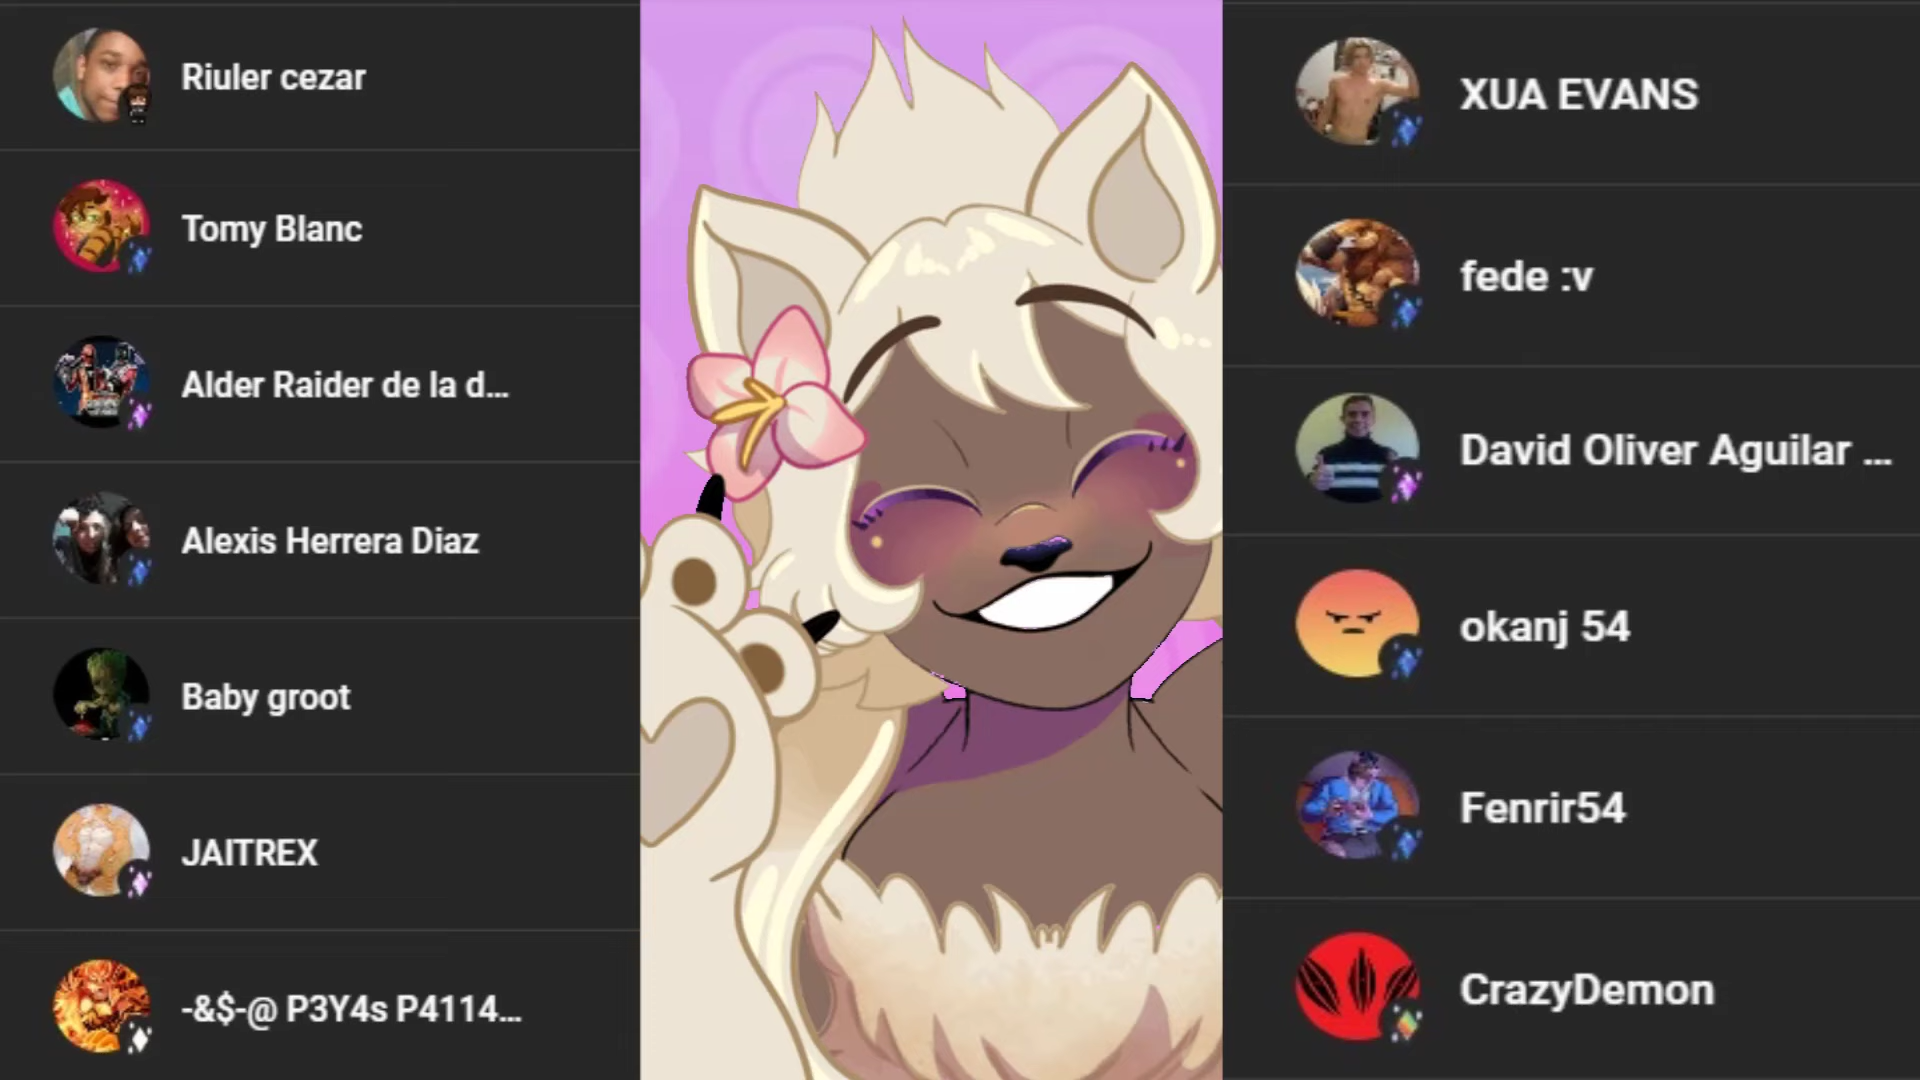 Riuler cezar
Tomy Blanc
Alder Raider de la d...
Alexis Herrera Diaz
Baby groot
JAITREX
-&$-@ P3Y4s P4114...
XUA EVANS
fede :v
David Oliver Aguilar ...
okanj 54
Fenrir54
CrazyDemon